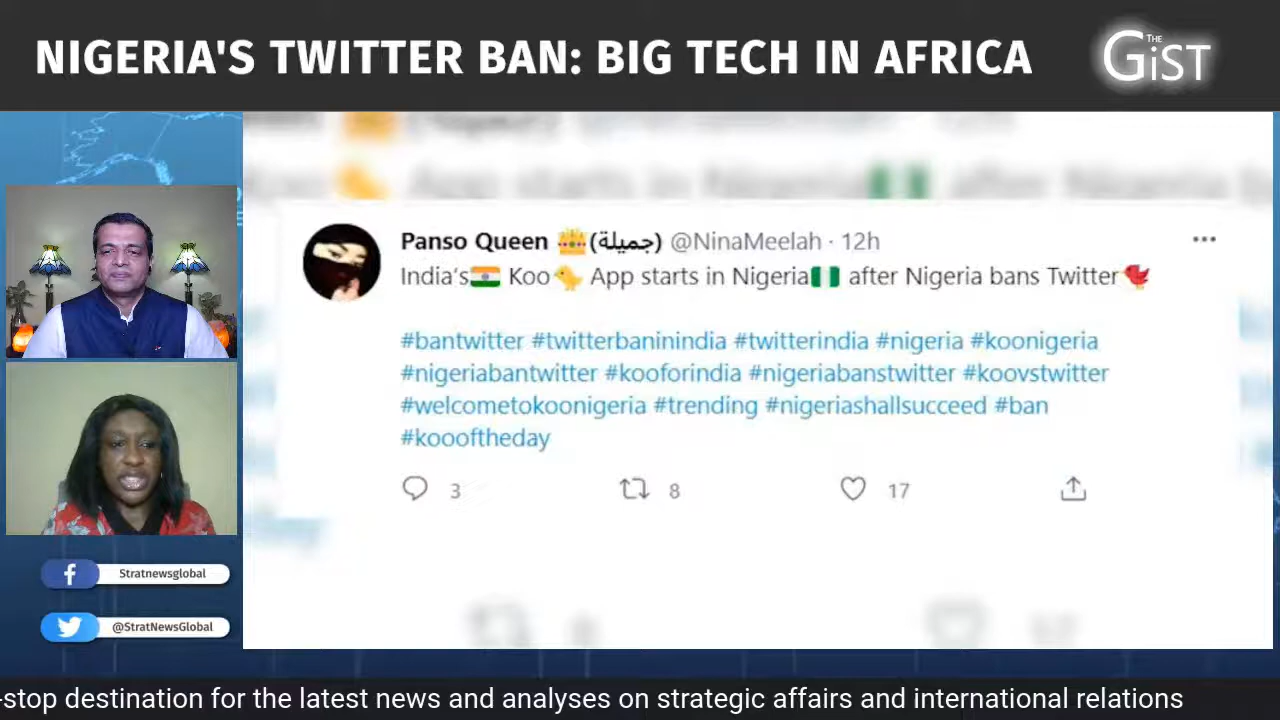 NIGERIA'S TWITTER BAN: BIG TECH IN AFRICA
THE GIST
Panso Queen 👑(جميلة) @NinaMeelah · 12h
India's🇮🇳 Koo🐤 App starts in Nigeria🇳🇬 after Nigeria bans Twitter🐦
#bantwitter #twitterbaninindia #twitterindia #nigeria #koonigeria
#nigeriabantwitter #kooforindia #nigeriabanstwitter #koovstwitter
#welcometokoonigeria #trending #nigeriashallsucceed #ban
#koooftheday
3 8 17
Stratnewsglobal
@StratNewsGlobal
-stop destination for the latest news and analyses on strategic affairs and international relations